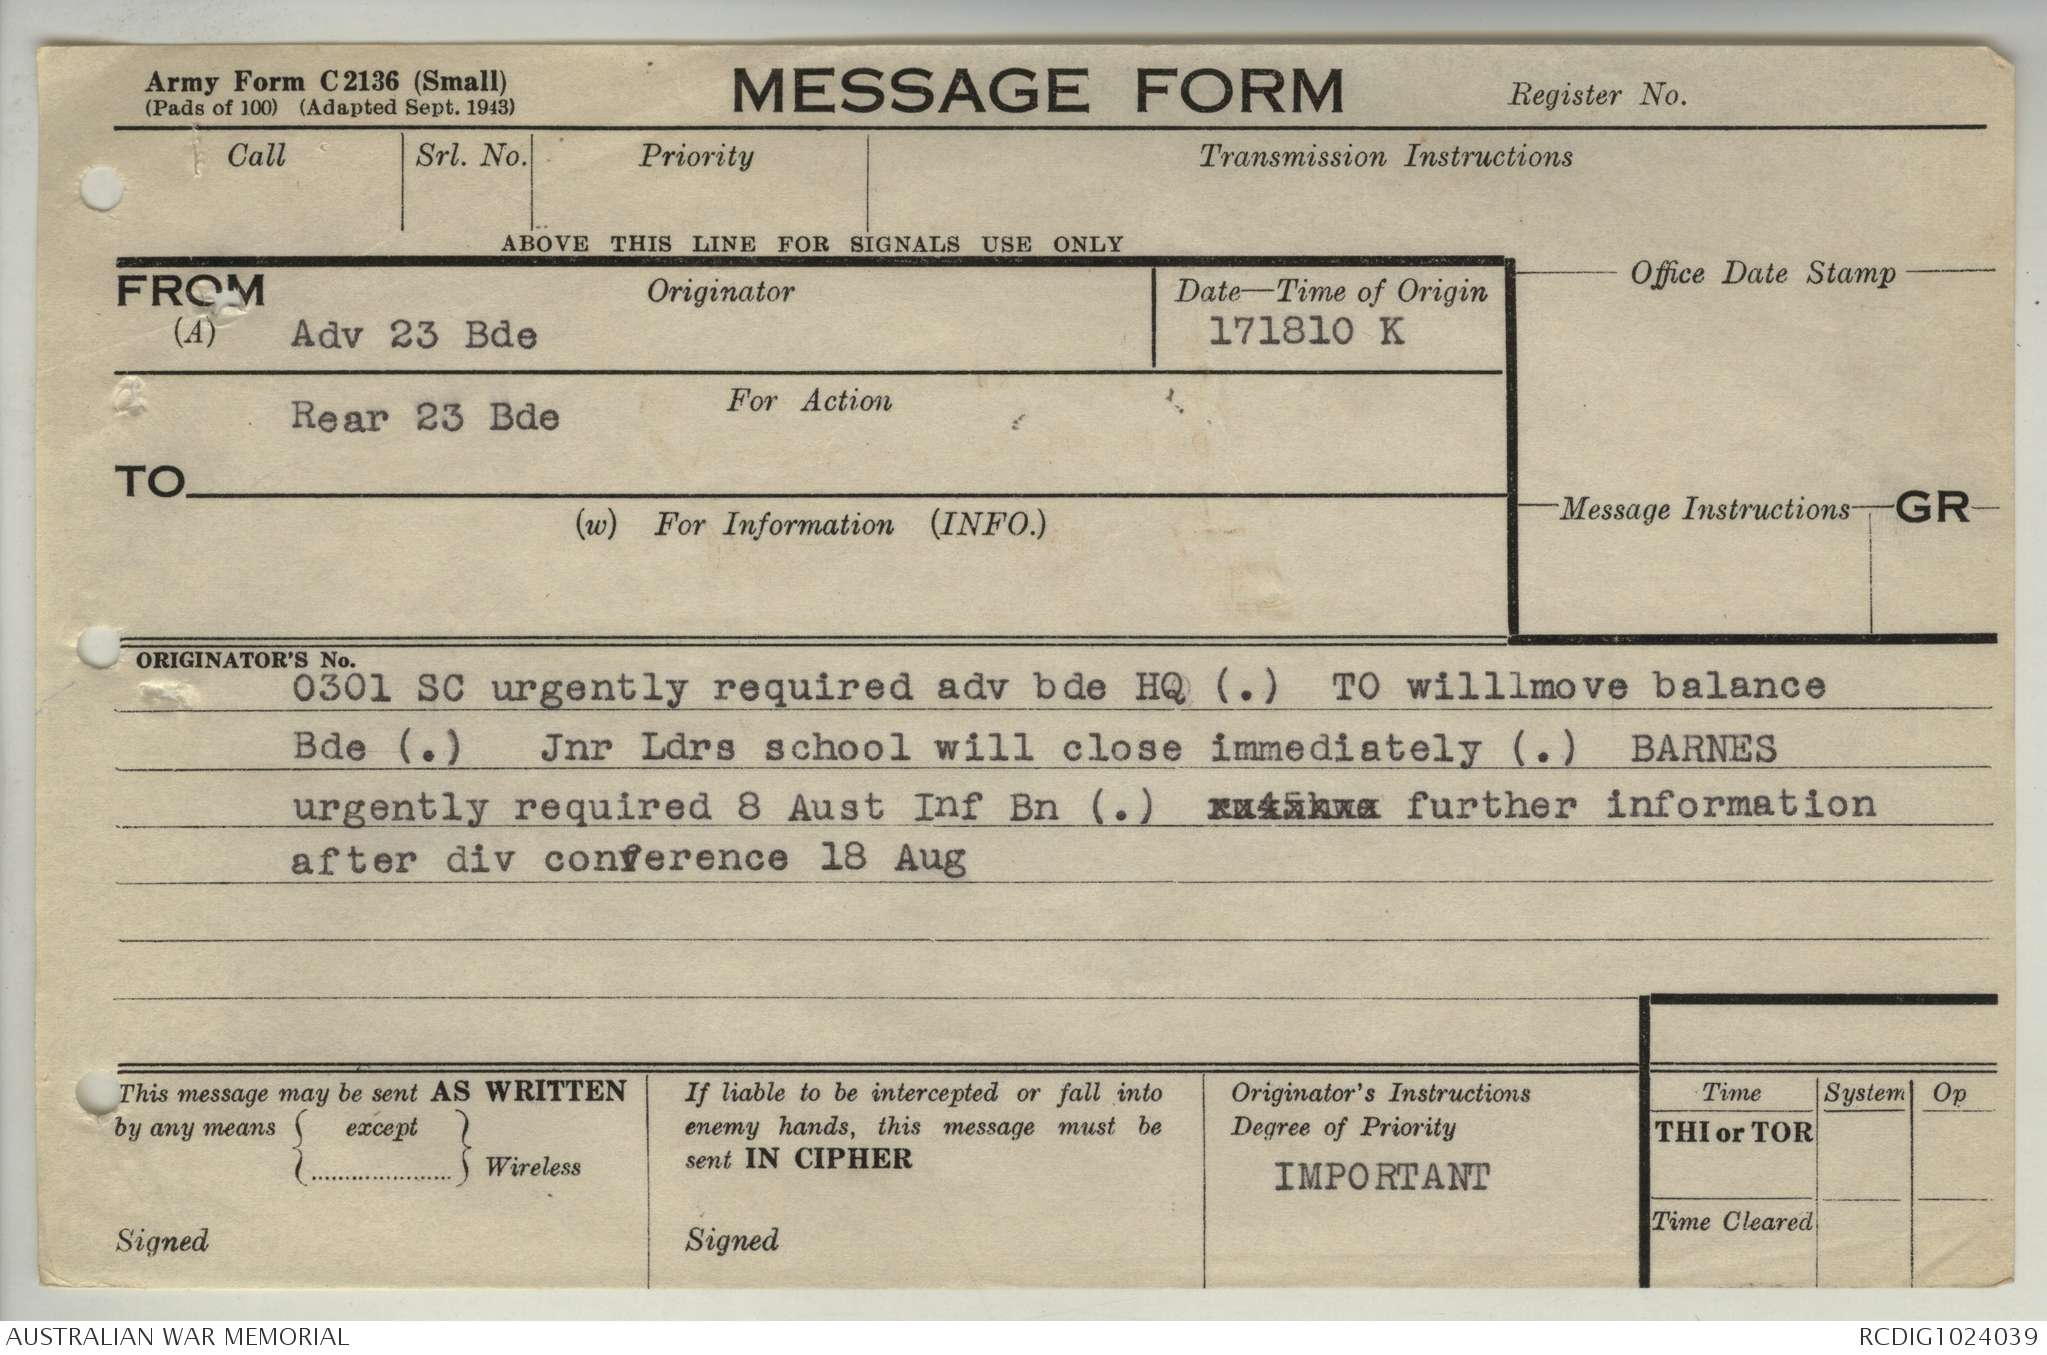 Army Form C2136 (Small)
(Pads of 100) (Adapted Sept. 1943)
MESSAGE FORM
Register No.
Call
Srl. No.
Priority
Transmission Instructions
ABOVE THIS LINE FOR SIGNALS USE ONLY
FROM
(A)
Originator
Adv 23 Bde
Date—Time of Origin
171810 K
Office Date Stamp
For Action
Rear 23 Bde
TO
(w) For Information (INFO.)
Message Instructions
GR
ORIGINATOR'S No.
0301 SC urgently required adv bde HQ (.) TO willlmove balance
Bde (.) Jnr Ldrs school will close immediately (.) BARNES
urgently required 8 Aust Inf Bn (.) further information
after div conference 18 Aug
This message may be sent AS WRITTEN
by any means ( except )
(......................) Wireless
Signed
If liable to be intercepted or fall into
enemy hands, this message must be
sent IN CIPHER
Signed
Originator's Instructions
Degree of Priority
IMPORTANT
Time
System
Op
THI or TOR
Time Cleared
AUSTRALIAN WAR MEMORIAL
RCDIG1024039